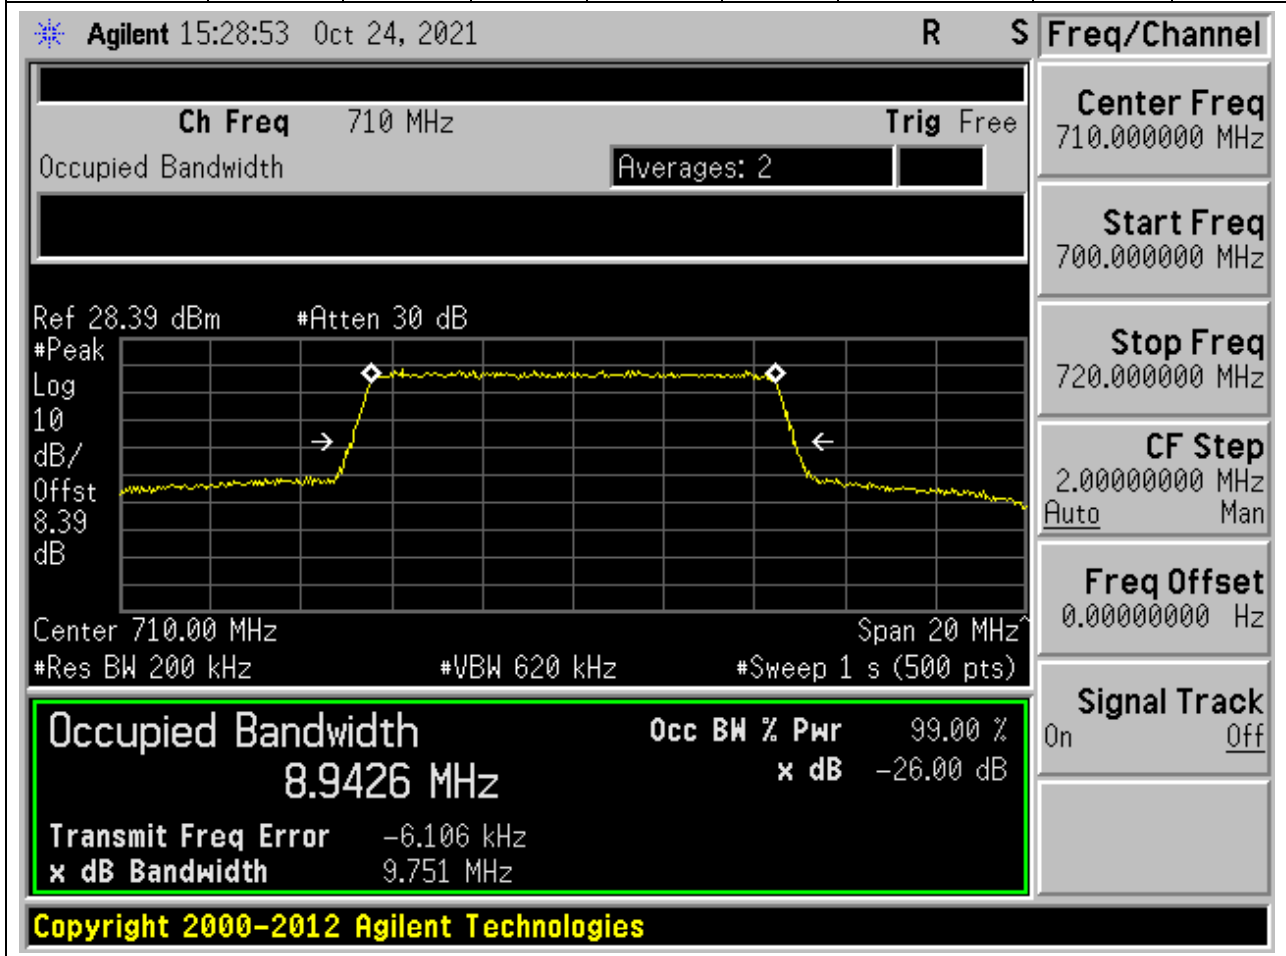 Agilent 15:28:53 Oct 24, 2021 R S
Ch Freq 710 MHz Trig Free
Occupied Bandwidth Averages: 2
Ref 28.39 dBm #Atten 30 dB
#Peak
Log
10
dB/
Offst
8.39
dB
Center 710.00 MHz Span 20 MHz^
#Res BW 200 kHz #VBW 620 kHz #Sweep 1 s (500 pts)
Occupied Bandwidth Occ BW % Pwr 99.00 %
8.9426 MHz x dB -26.00 dB
Transmit Freq Error -6.106 kHz
x dB Bandwidth 9.751 MHz
Copyright 2000-2012 Agilent Technologies
Freq/Channel
Center Freq
710.000000 MHz
Start Freq
700.000000 MHz
Stop Freq
720.000000 MHz
CF Step
2.00000000 MHz
Auto Man
Freq Offset
0.00000000 Hz
Signal Track
On Off